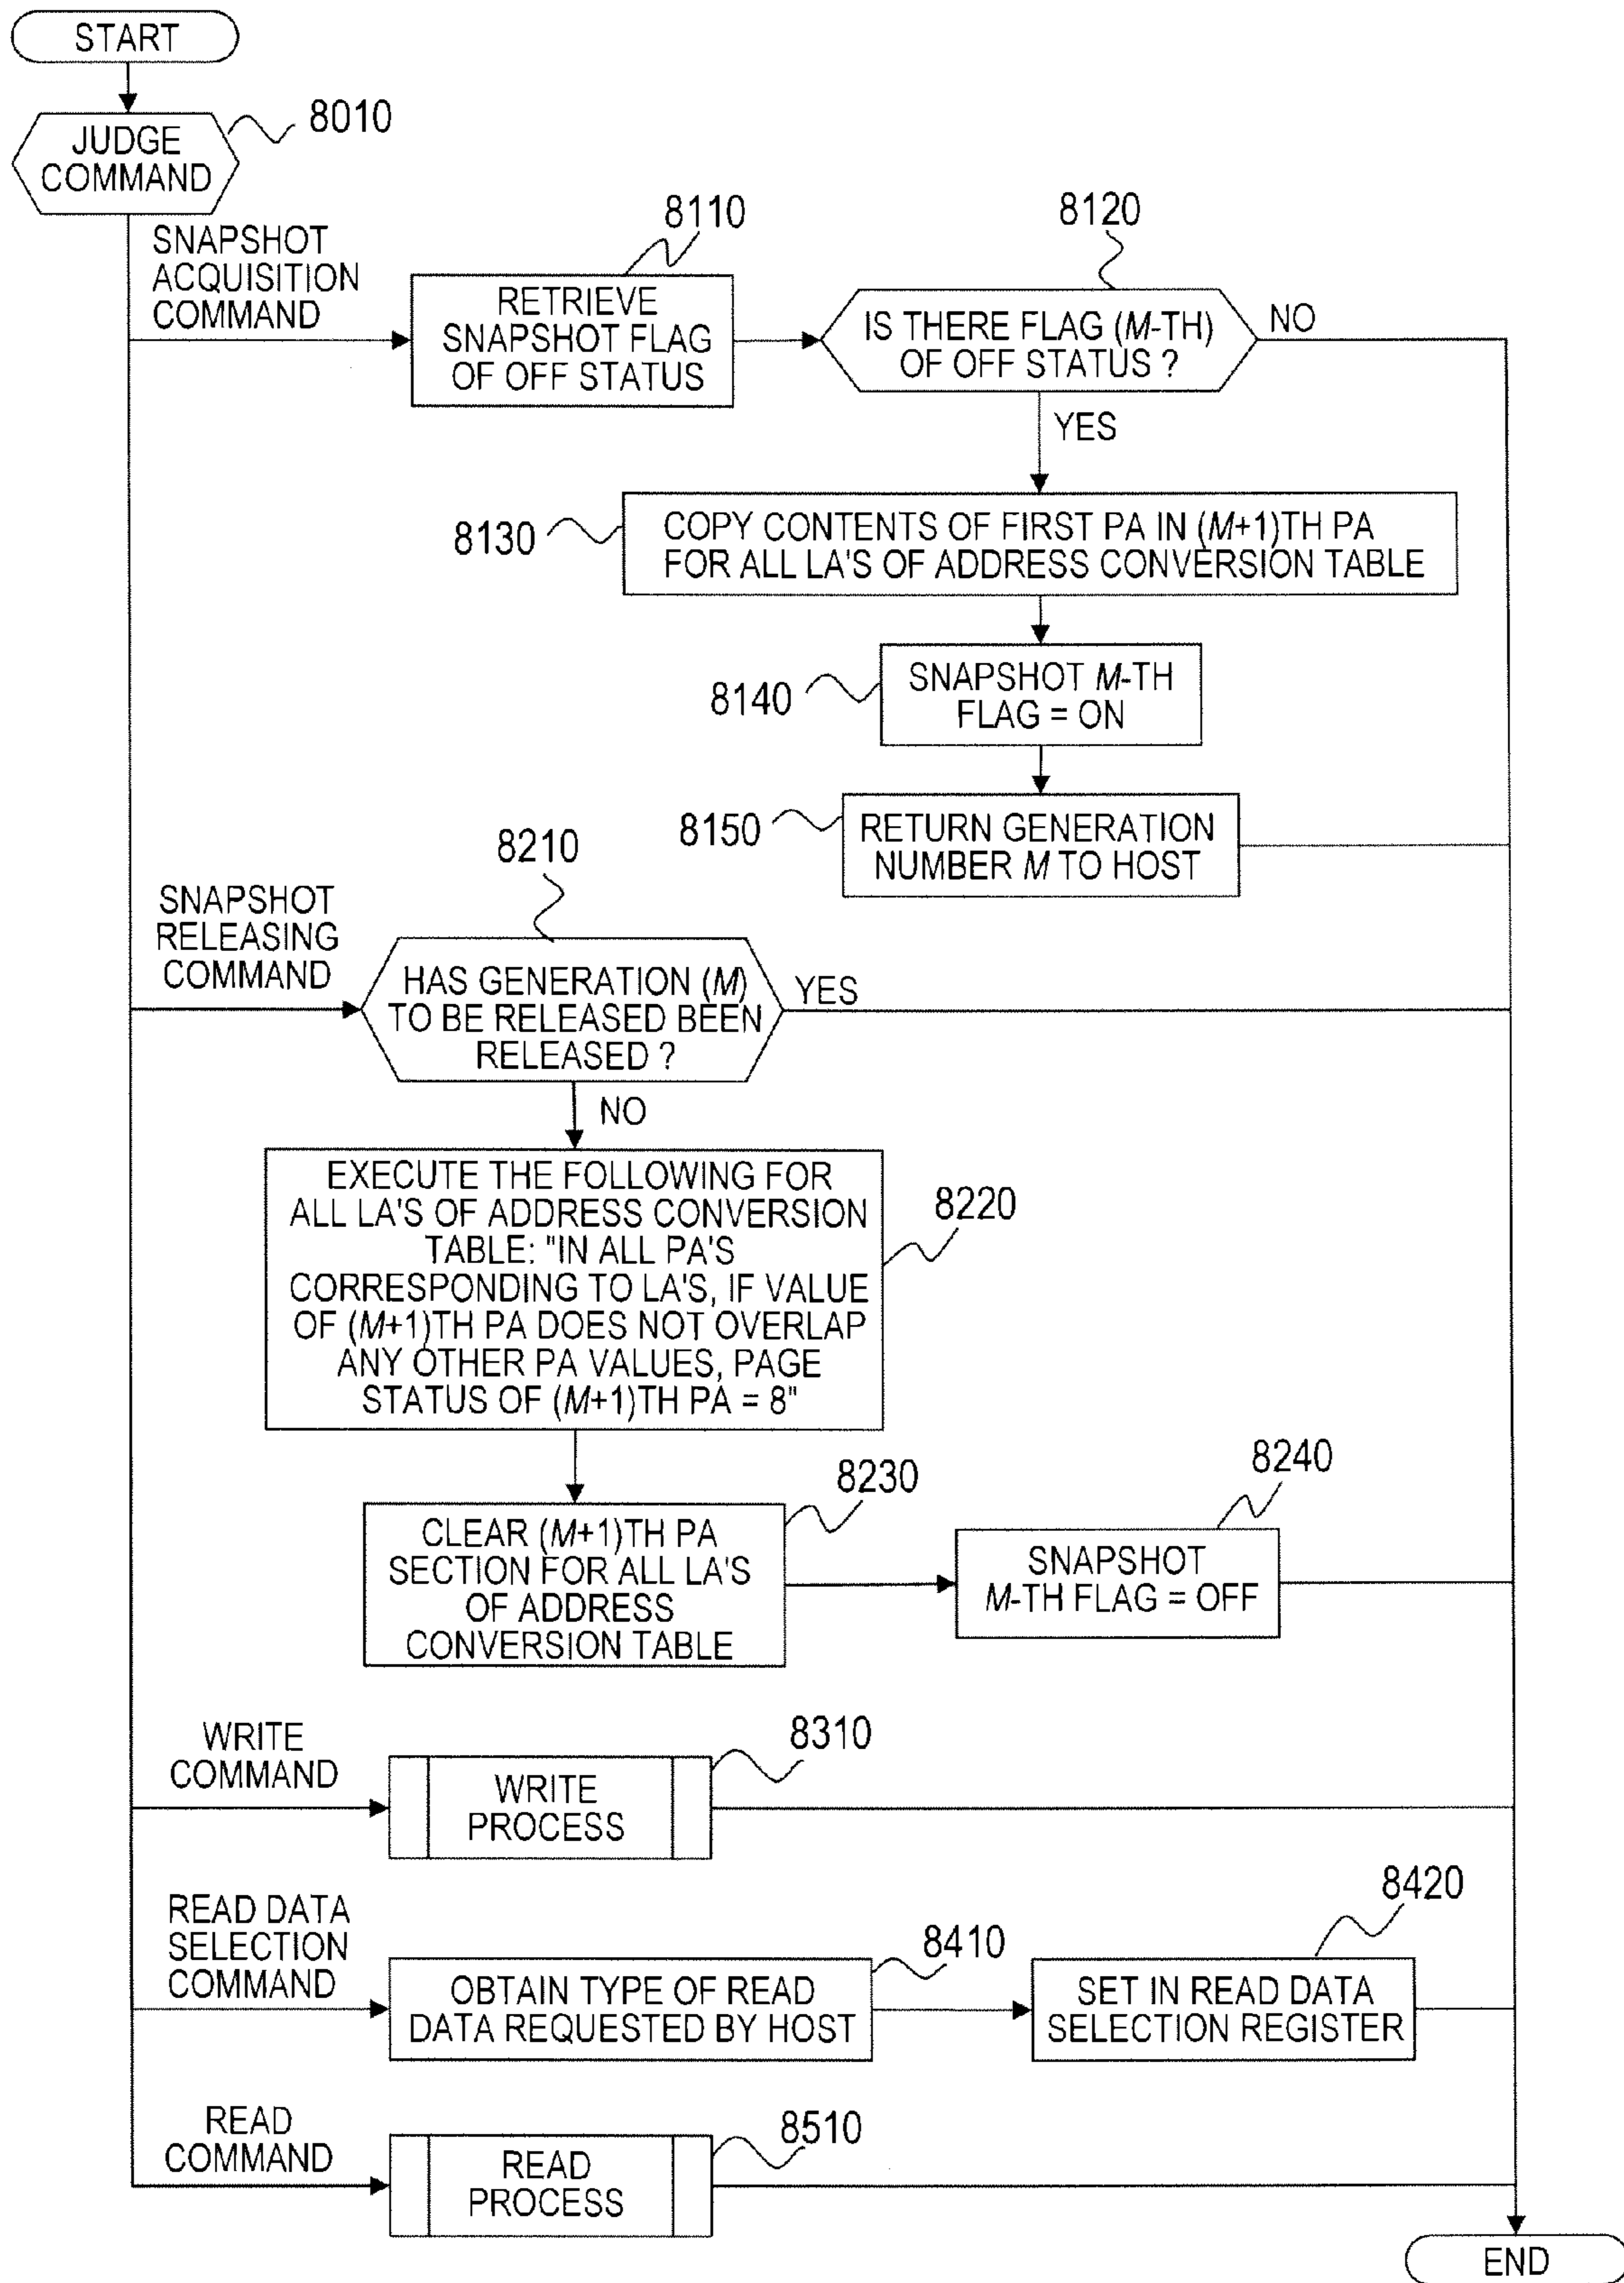 START
JUDGE
COMMAND
8010
SNAPSHOT
ACQUISITION
COMMAND
8110
RETRIEVE
SNAPSHOT FLAG
OF OFF STATUS
8120
IS THERE FLAG (M-TH)
OF OFF STATUS ?
NO
YES
8130
COPY CONTENTS OF FIRST PA IN (M+1)TH PA
FOR ALL LA'S OF ADDRESS CONVERSION TABLE
8140
SNAPSHOT M-TH
FLAG = ON
8150
RETURN GENERATION
NUMBER M TO HOST
SNAPSHOT
RELEASING
COMMAND
8210
HAS GENERATION (M)
TO BE RELEASED BEEN
RELEASED ?
YES
NO
EXECUTE THE FOLLOWING FOR
ALL LA'S OF ADDRESS CONVERSION
TABLE: "IN ALL PA'S
CORRESPONDING TO LA'S, IF VALUE
OF (M+1)TH PA DOES NOT OVERLAP
ANY OTHER PA VALUES, PAGE
STATUS OF (M+1)TH PA = 8"
8220
8230
CLEAR (M+1)TH PA
SECTION FOR ALL LA'S
OF ADDRESS
CONVERSION TABLE
8240
SNAPSHOT
M-TH FLAG = OFF
WRITE
COMMAND
8310
WRITE
PROCESS
READ DATA
SELECTION
COMMAND
8410
OBTAIN TYPE OF READ
DATA REQUESTED BY HOST
8420
SET IN READ DATA
SELECTION REGISTER
READ
COMMAND
8510
READ
PROCESS
END